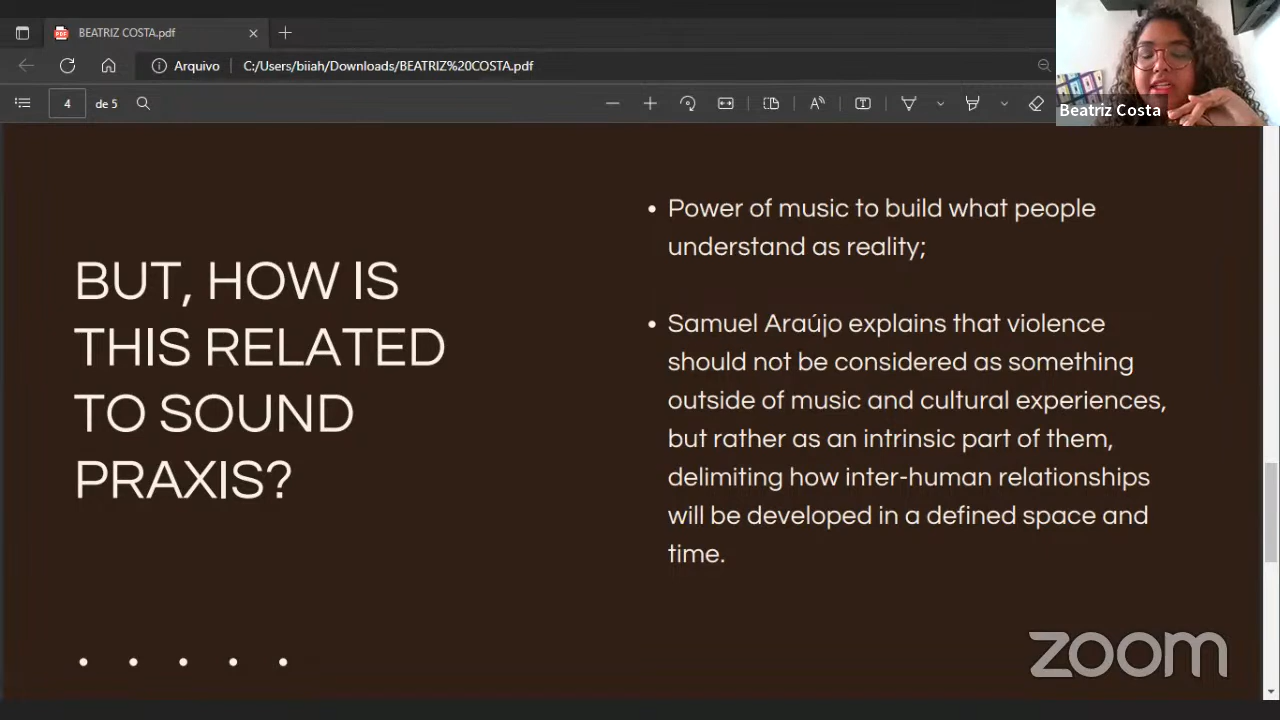 BEATRIZ COSTA.pdf
Arquivo
C:/Users/biiah/Downloads/BEATRIZ%20COSTA.pdf
4
de 5
Beatriz Costa
BUT, HOW IS
THIS RELATED
TO SOUND
PRAXIS?
• Power of music to build what people
understand as reality;
• Samuel Araújo explains that violence
should not be considered as something
outside of music and cultural experiences,
but rather as an intrinsic part of them,
delimiting how inter-human relationships
will be developed in a defined space and
time.
zoom